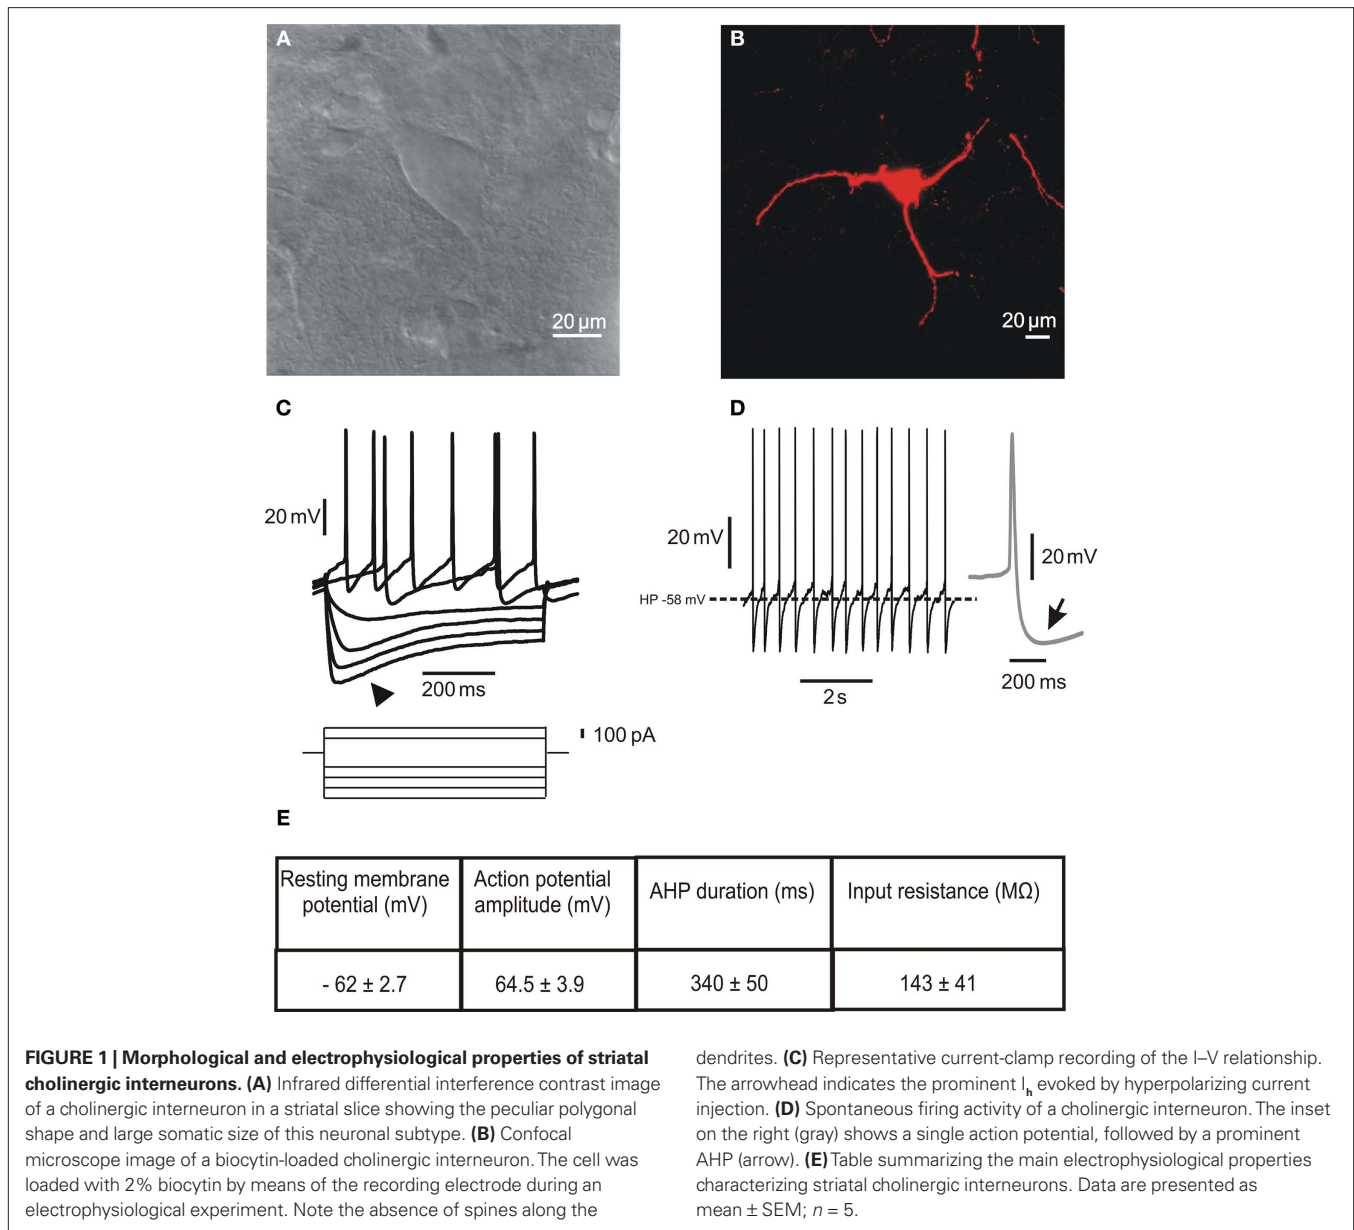 A
20 µm
B
20 µm
C
20 mV
200 ms
100 pA
D
20 mV
HP -58 mV
2 s
20 mV
200 ms
E
Resting membrane
potential (mV)
Action potential
amplitude (mV)
AHP duration (ms)
Input resistance (MΩ)
- 62 ± 2.7
64.5 ± 3.9
340 ± 50
143 ± 41
FIGURE 1 | Morphological and electrophysiological properties of striatal
cholinergic interneurons. (A) Infrared differential interference contrast image
of a cholinergic interneuron in a striatal slice showing the peculiar polygonal
shape and large somatic size of this neuronal subtype. (B) Confocal
microscope image of a biocytin-loaded cholinergic interneuron. The cell was
loaded with 2% biocytin by means of the recording electrode during an
electrophysiological experiment. Note the absence of spines along the
dendrites. (C) Representative current-clamp recording of the I–V relationship.
The arrowhead indicates the prominent Ih evoked by hyperpolarizing current
injection. (D) Spontaneous firing activity of a cholinergic interneuron. The inset
on the right (gray) shows a single action potential, followed by a prominent
AHP (arrow). (E) Table summarizing the main electrophysiological properties
characterizing striatal cholinergic interneurons. Data are presented as
mean ± SEM; n = 5.